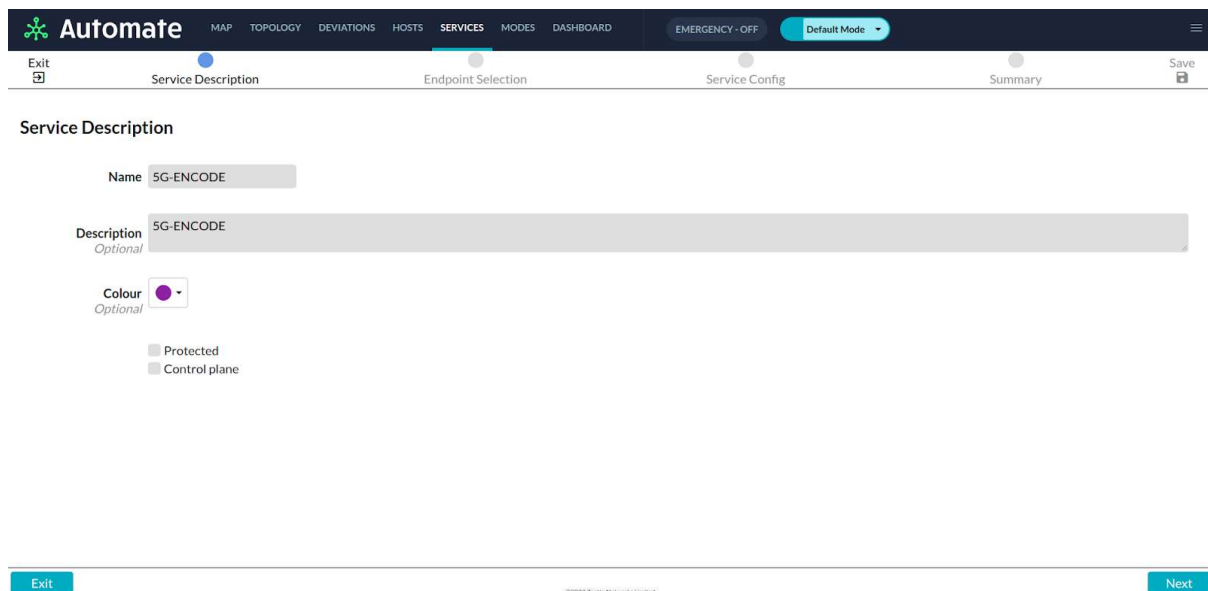 Automate MAP TOPOLOGY DEVIATIONS HOSTS SERVICES MODES DASHBOARD EMERGENCY - OFF Default Mode
Exit Service Description Endpoint Selection Service Config Summary Save
Service Description
Name 5G-ENCODE
Description 5G-ENCODE
Optional
Colour
Optional
Protected
Control plane
Exit Next